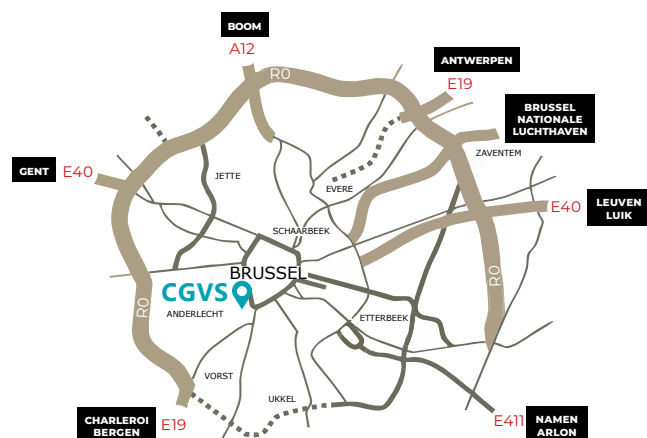 BOOM
A12
R0
ANTWERPEN
E19
BRUSSEL
NATIONALE
LUCHTHAVEN
ZAVENTEM
GENT
E40
JETTE
EVERE
LEUVEN
LUIK
E40
SCHAARBEEK
BRUSSEL
CGVS
R0
R0
ANDERLECHT
ETTERBEEK
VORST
UKKEL
CHARLEROI
BERGEN
E19
E411
NAMEN
ARLON